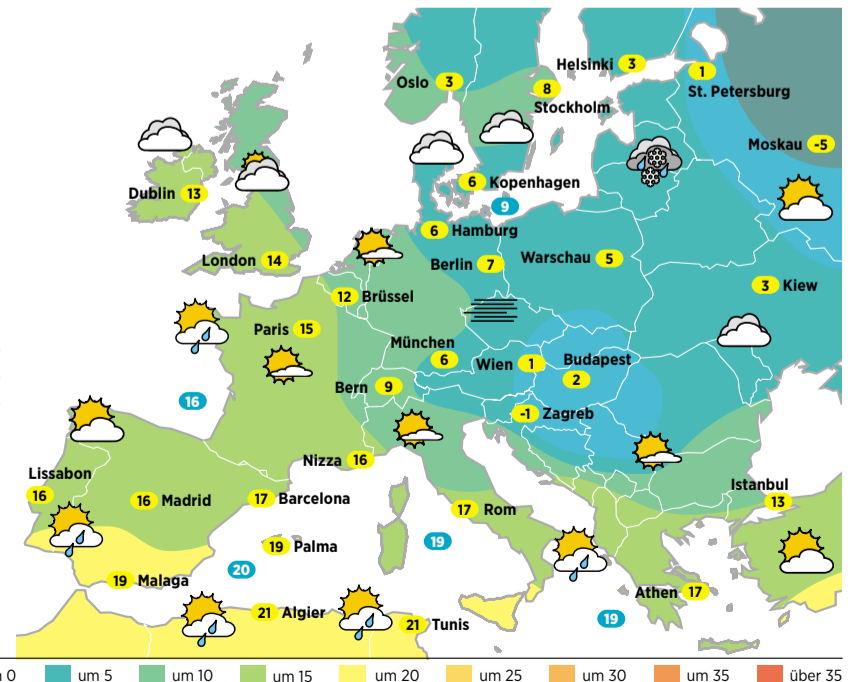 Helsinki 3
1
St. Petersburg
Oslo 3
8
Stockholm
Moskau -5
Dublin 13
6 Kopenhagen
9
6 Hamburg
London 14
Berlin 7
Warschau 5
3 Kiew
12 Brüssel
Paris 15
München
6
Wien 1
Budapest
2
Bern 9
16
-1 Zagreb
Nizza 16
Lissabon
16
16 Madrid
17 Barcelona
17 Rom
Istanbul
13
19 Palma
19
20
19 Malaga
Athen 17
21 Algier
21 Tunis
19
0 um 5 um 10 um 15 um 20 um 25 um 30 um 35 über 35